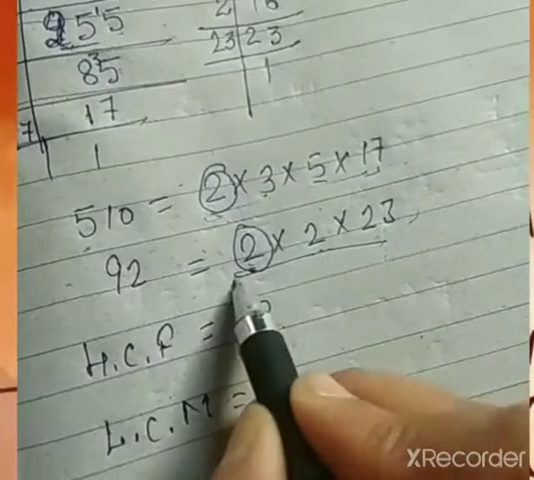 255
85
17
7
1
2
23 23
1
510 = 2 × 3 × 5 × 17
92 = 2 × 2 × 23
H.C.F =
L.C.M =
XRecorder